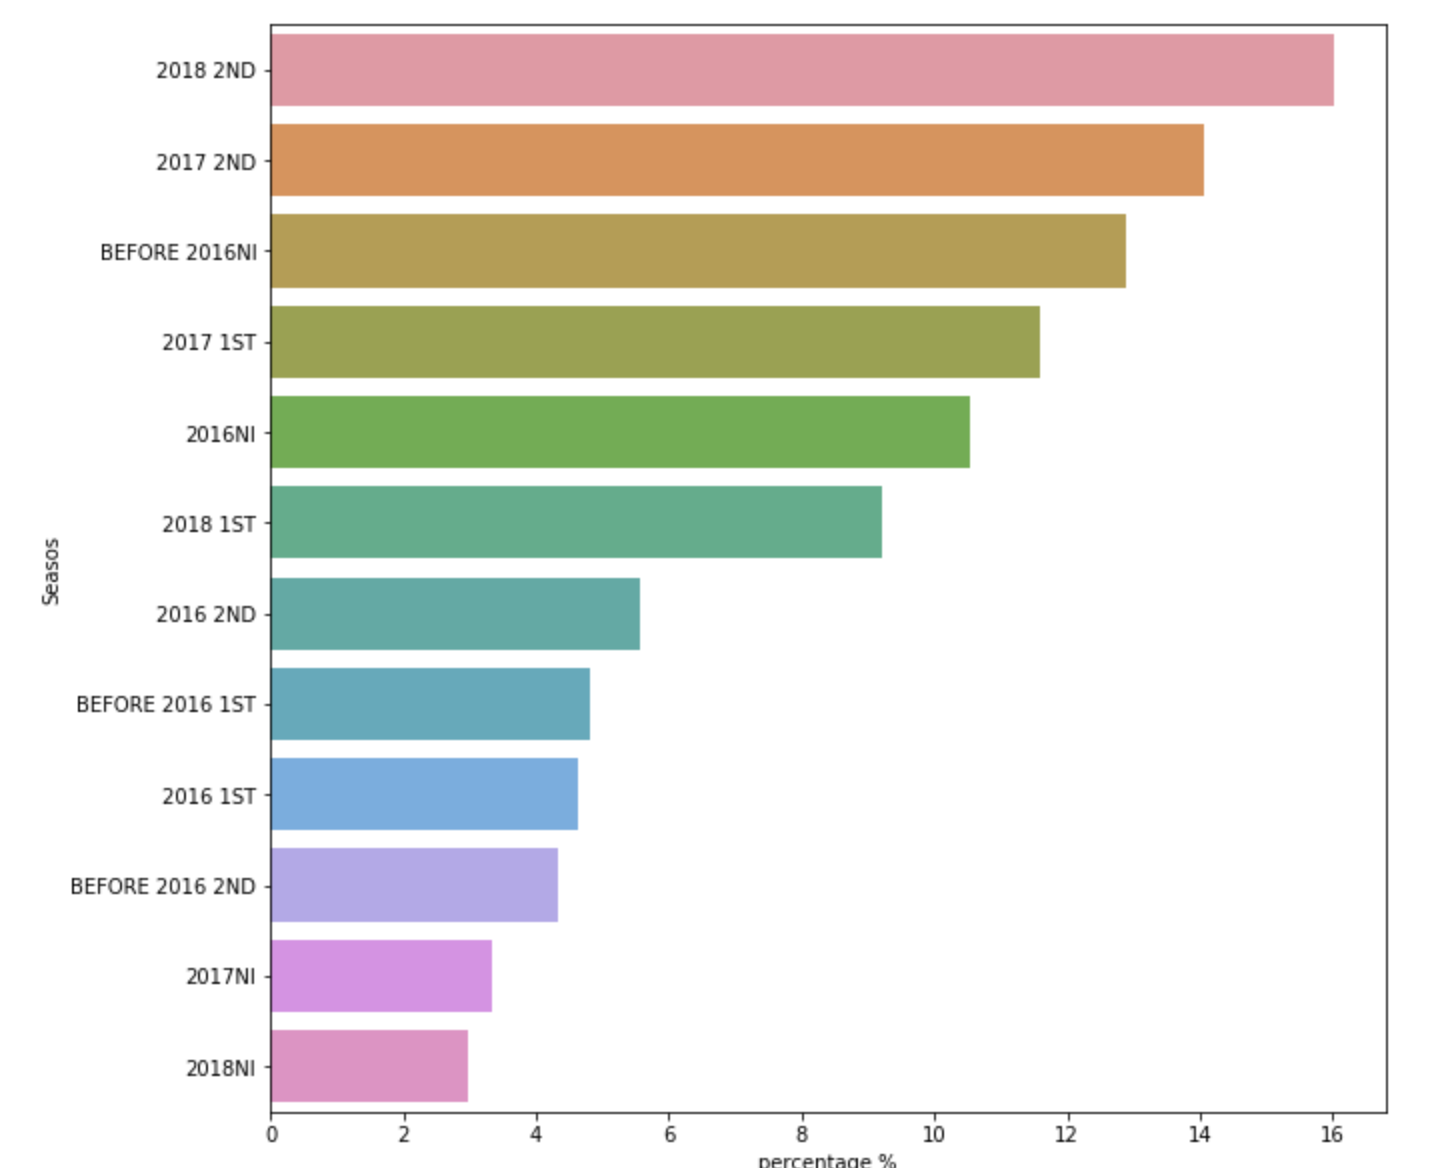 2018 2ND
2017 2ND
BEFORE 2016NI
2017 1ST
2016NI
2018 1ST
Seasos
2016 2ND
BEFORE 2016 1ST
2016 1ST
BEFORE 2016 2ND
2017NI
2018NI
0 2 4 6 8 10 12 14 16
percentage %